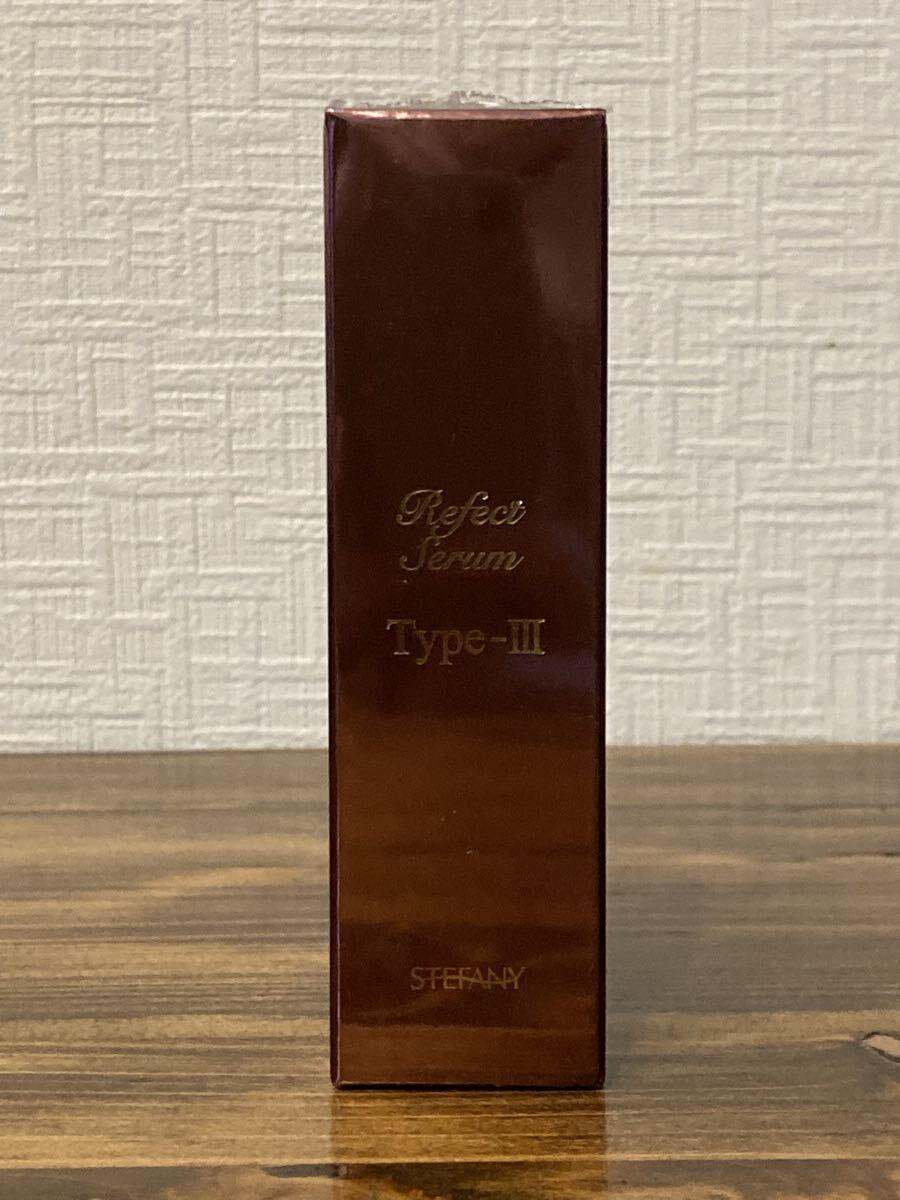 Refect
Serum
Type-III
STEFANY